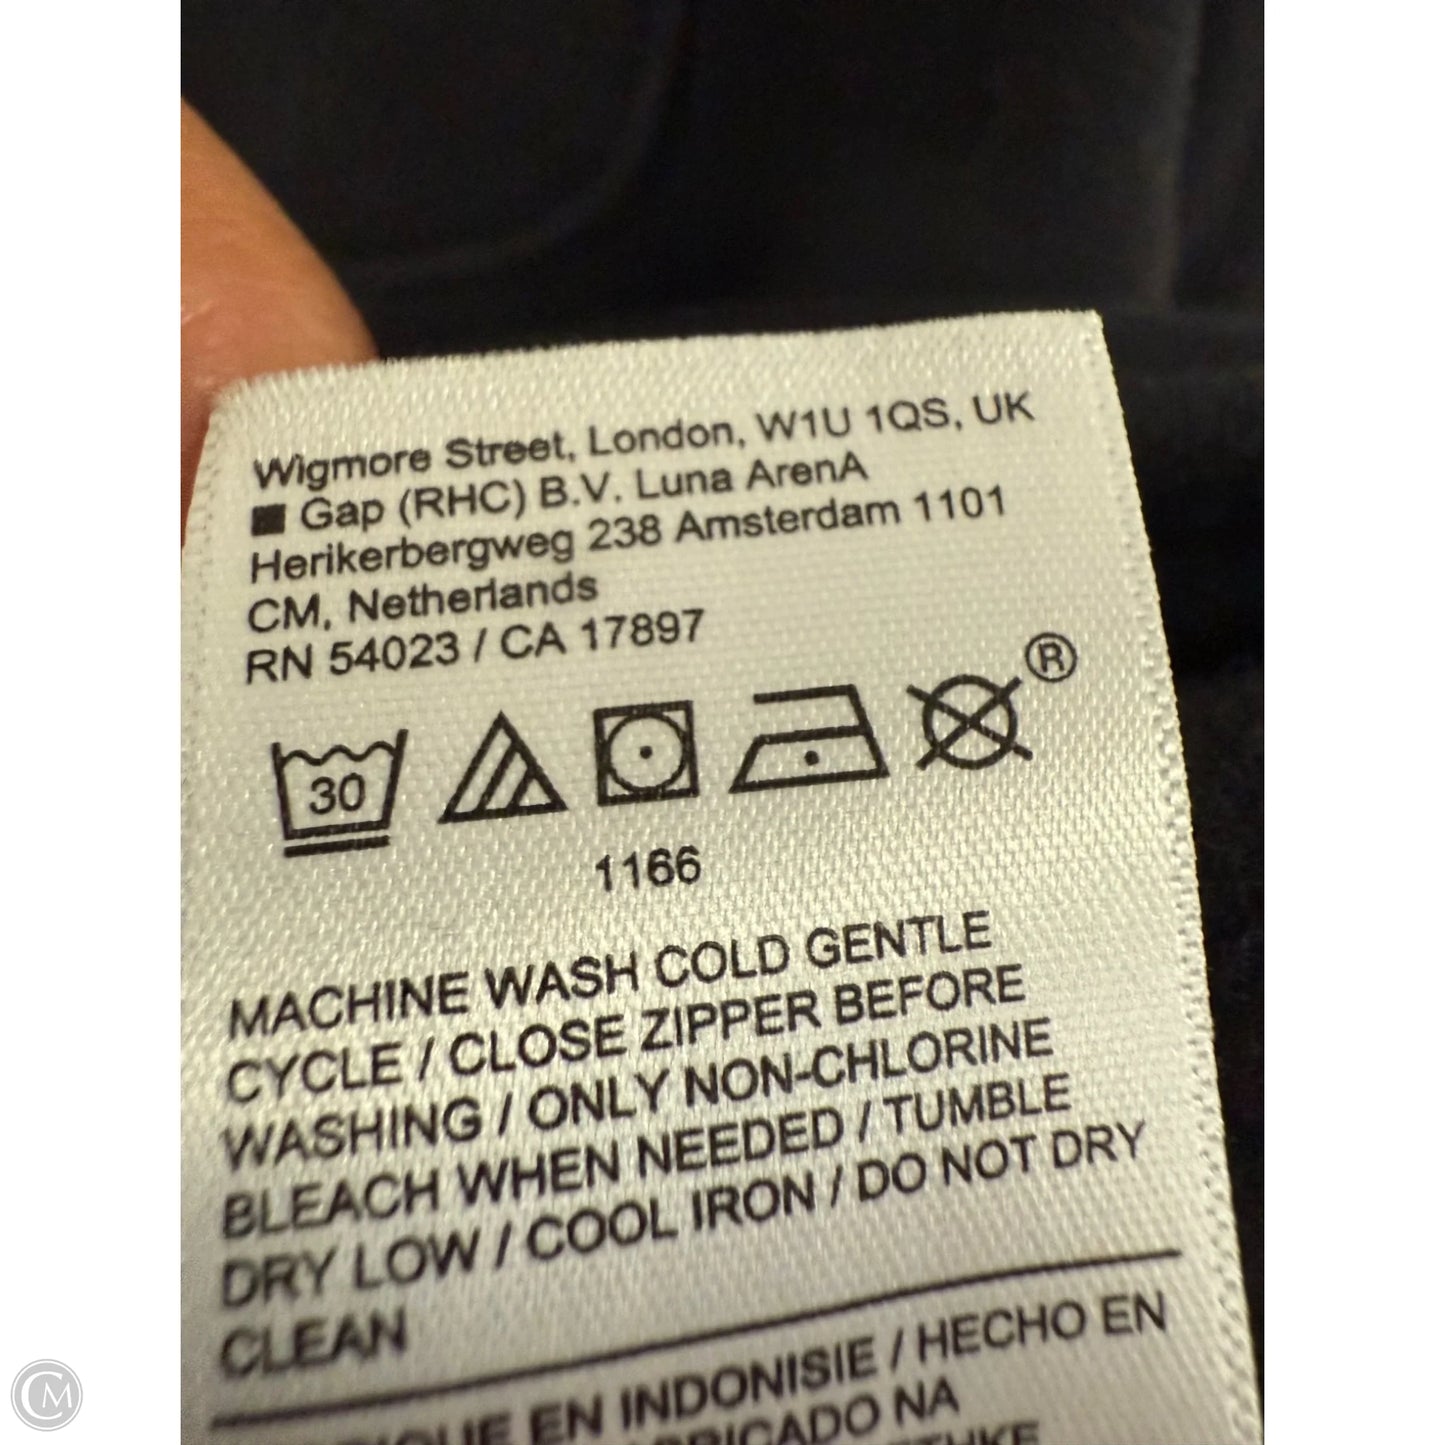 Wigmore Street, London, W1U 1QS, UK
■ Gap (RHC) B.V. Luna ArenA
Herikerbergweg 238 Amsterdam 1101
CM, Netherlands
RN 54023 / CA 17897
®
30
1166
MACHINE WASH COLD GENTLE
CYCLE / CLOSE ZIPPER BEFORE
WASHING / ONLY NON-CHLORINE
BLEACH WHEN NEEDED / TUMBLE
DRY LOW / COOL IRON / DO NOT DRY
CLEAN
EN INDONISIE / HECHO EN
NA
CM